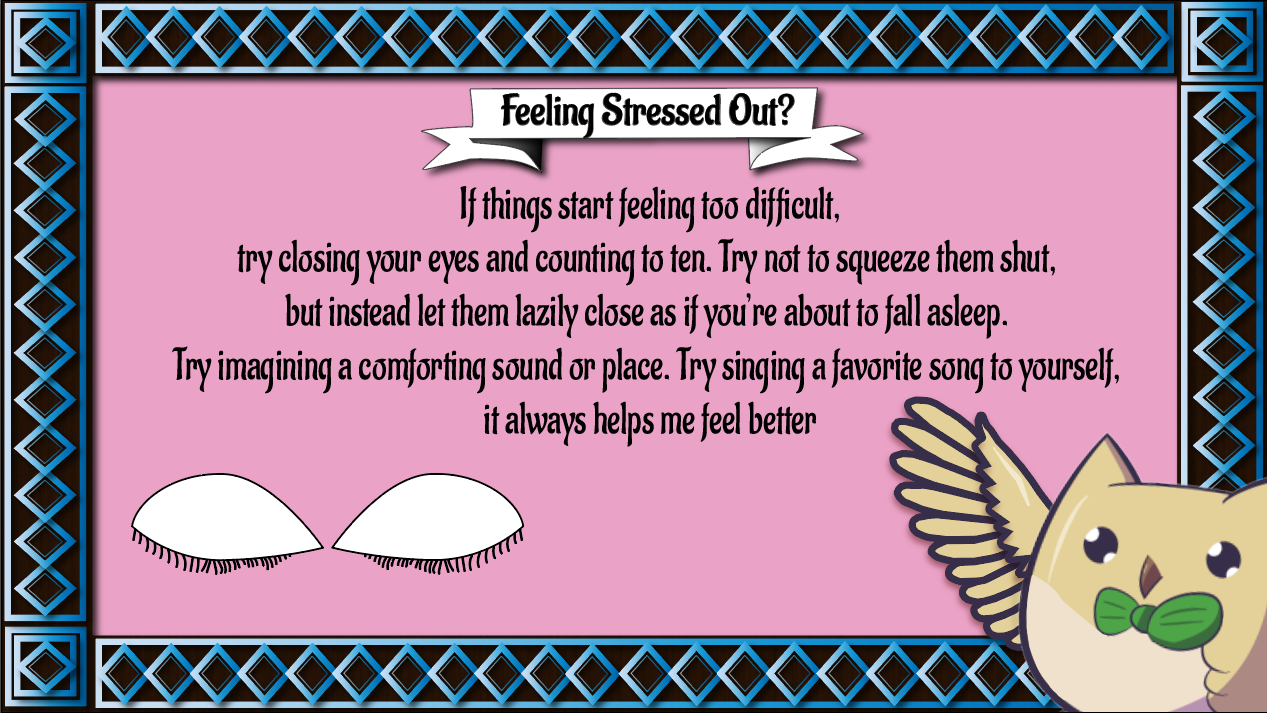 Feeling Stressed Out?
If things start feeling too difficult,
try closing your eyes and counting to ten. Try not to squeeze them shut,
but instead let them lazily close as if you're about to fall asleep.
Try imagining a comforting sound or place. Try singing a favorite song to yourself,
it always helps me feel better